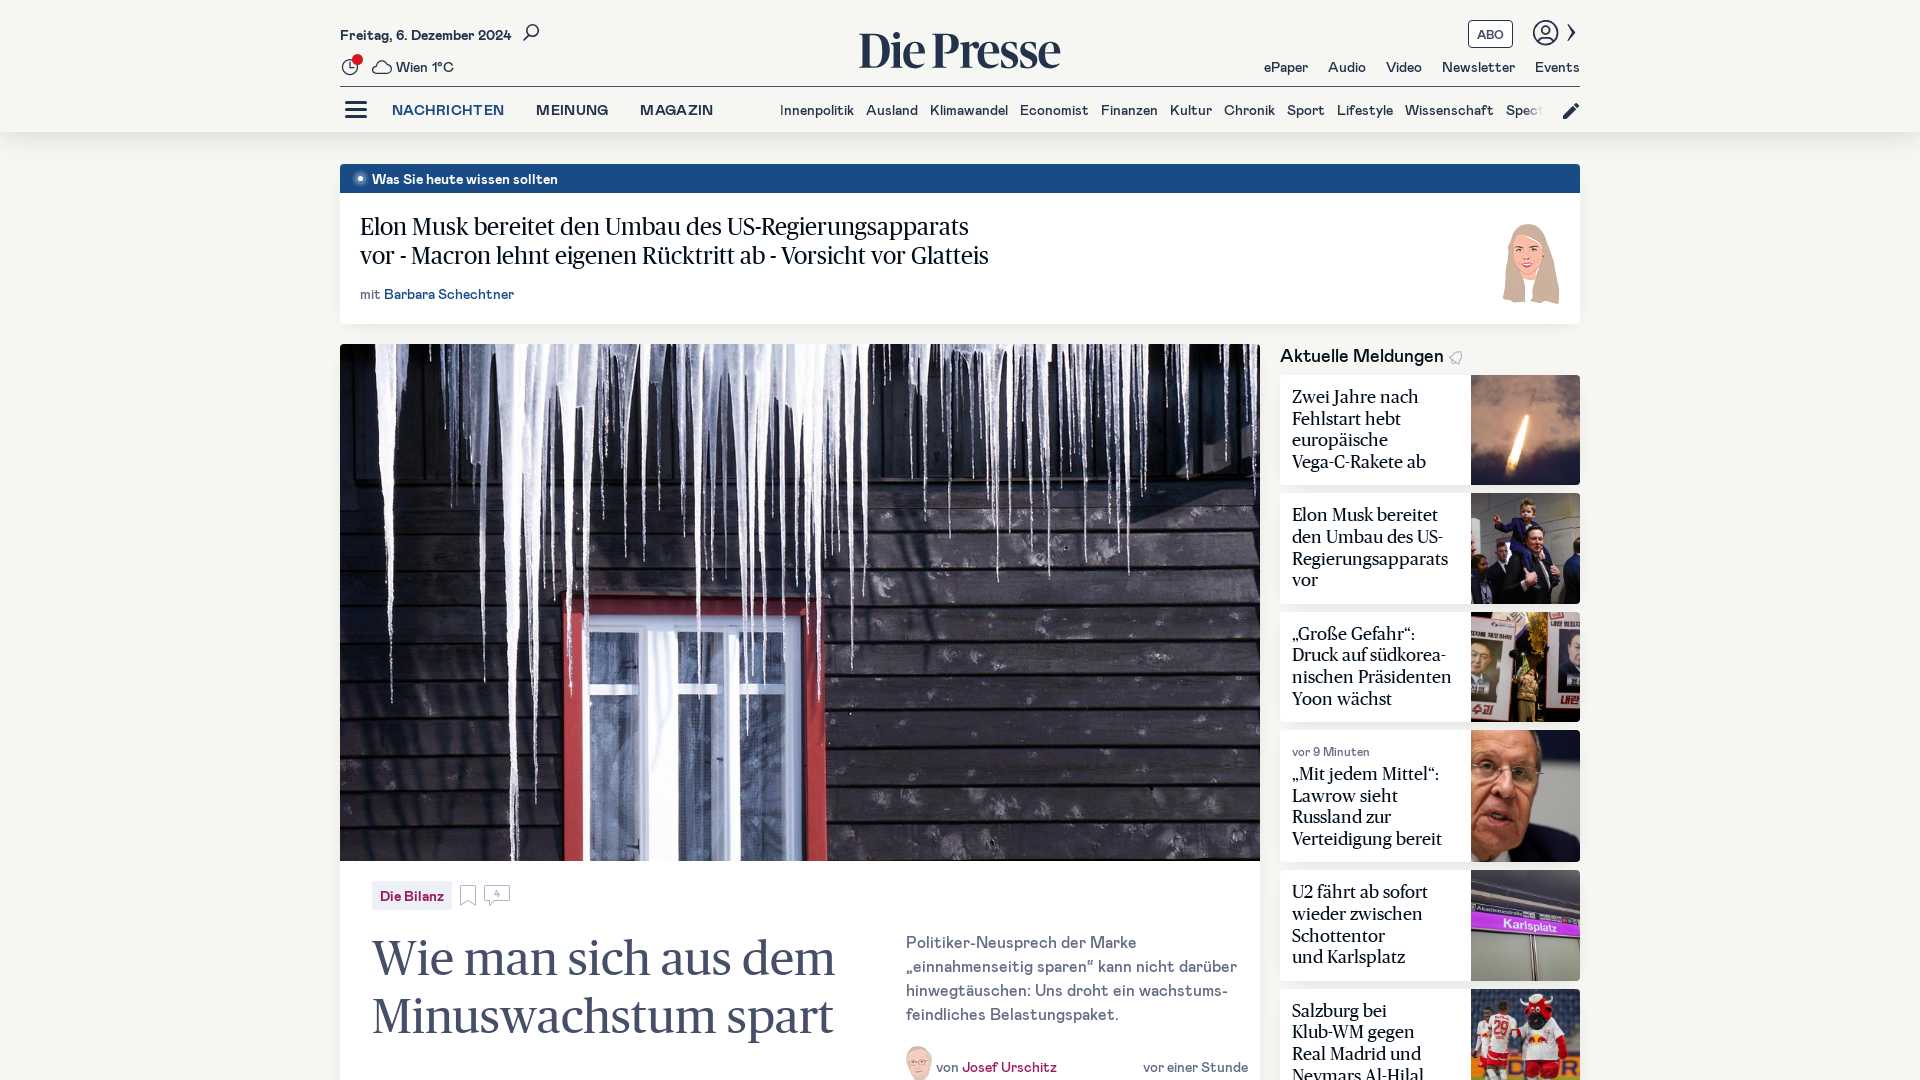 Freitag, 6. Dezember 2024
Wien 1°C
Die Presse
ABO
ePaper Audio Video Newsletter Events
NACHRICHTEN MEINUNG MAGAZIN
Innenpolitik Ausland Klimawandel Economist Finanzen Kultur Chronik Sport Lifestyle Wissenschaft Spect
Was Sie heute wissen sollten
Elon Musk bereitet den Umbau des US-Regierungsapparats
vor - Macron lehnt eigenen Rücktritt ab - Vorsicht vor Glatteis
mit Barbara Schechtner
Die Bilanz
4
Wie man sich aus dem
Minuswachstum spart
Politiker-Neusprech der Marke
„einnahmenseitig sparen“ kann nicht darüber
hinwegtäuschen: Uns droht ein wachstums-
feindliches Belastungspaket.
von Josef Urschitz
vor einer Stunde
Aktuelle Meldungen
Zwei Jahre nach
Fehlstart hebt
europäische
Vega-C-Rakete ab
Elon Musk bereitet
den Umbau des US-
Regierungsapparats
vor
„Große Gefahr“:
Druck auf südkorea-
nischen Präsidenten
Yoon wächst
vor 9 Minuten
„Mit jedem Mittel“:
Lawrow sieht
Russland zur
Verteidigung bereit
U2 fährt ab sofort
wieder zwischen
Schottentor
und Karlsplatz
Karlsplatz
Salzburg bei
Klub-WM gegen
Real Madrid und
Neymars Al-Hilal
29